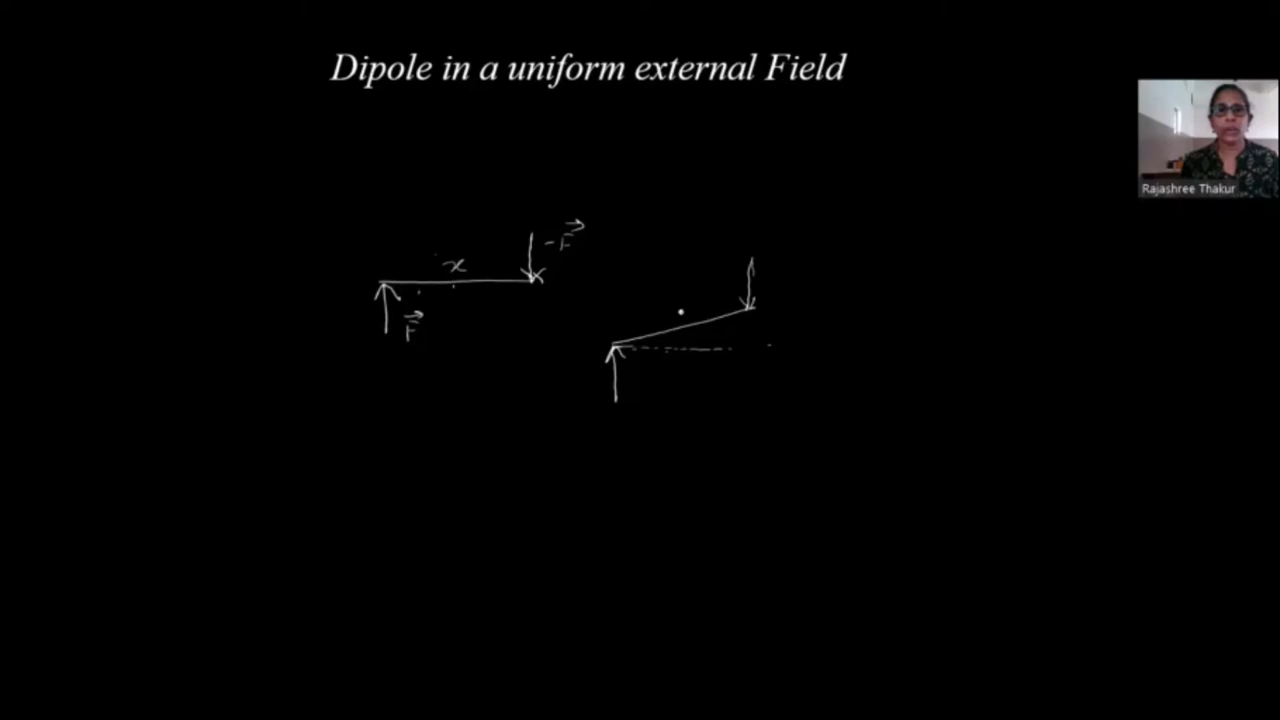 Dipole in a uniform external Field
Rajashree Thakur
-F⃗
x
F⃗